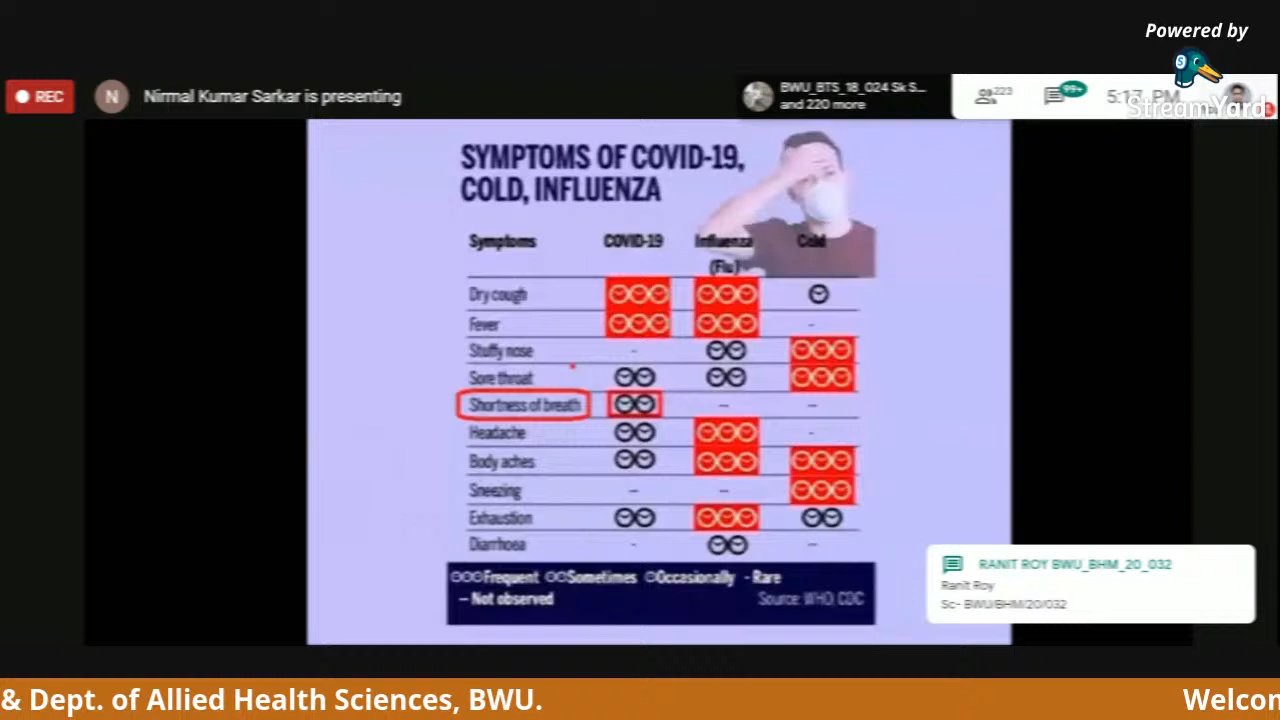 Powered by
StreamYard
REC
N
Nirmal Kumar Sarkar is presenting
BWU_BTS_18_024 Sk S...
and 220 more
223
99+
PM
SYMPTOMS OF COVID-19,
COLD, INFLUENZA
Symptoms COVID-19 Influenza (Flu) Cold
Dry cough
Fever -
Stuffy nose -
Sore throat
Shortness of breath -- --
Headache -
Body aches
Sneezing -- --
Exhaustion
Diarrhoea - --
Frequent Sometimes Occasionally - Rare
-- Not observed Source: WHO, CDC
RANIT ROY BWU_BHM_20_032
Ranit Roy
Sc- BWU/BHM/20/032
& Dept. of Allied Health Sciences, BWU. Welcon